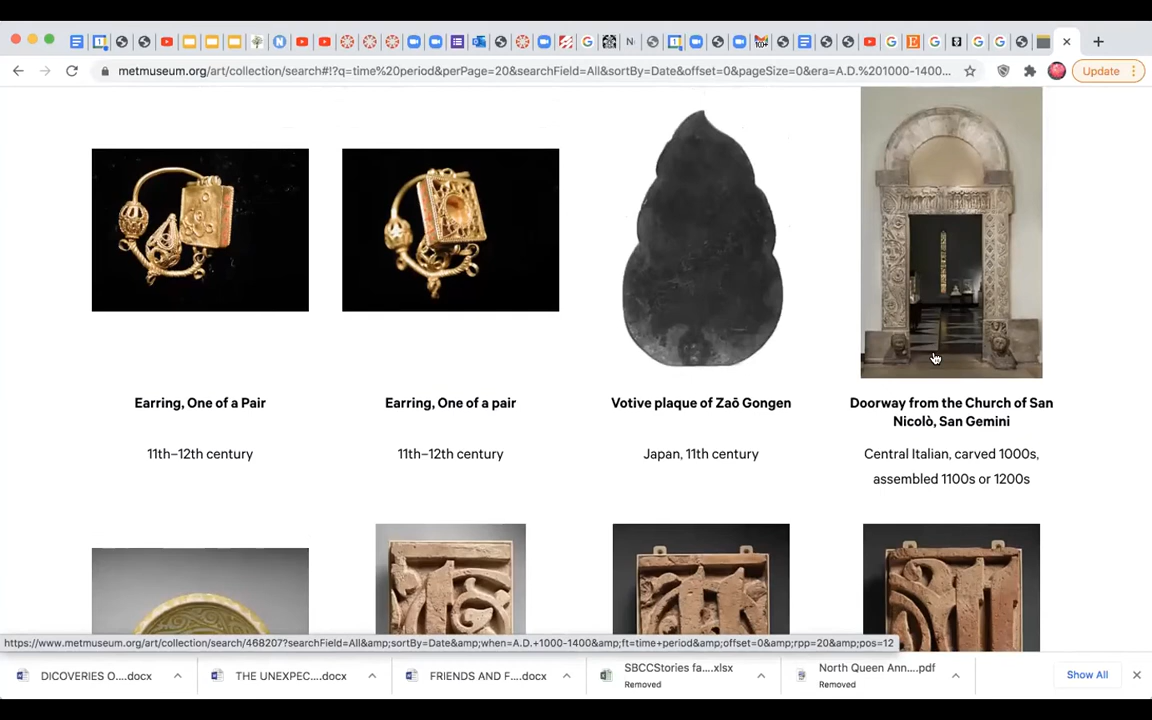 metmuseum.org/art/collection/search#!?q=time%20period&perPage=20&searchField=All&sortBy=Date&offset=0&pageSize=0&era=A.D.%201000-1400...
Update
Earring, One of a Pair
11th–12th century
Earring, One of a pair
11th–12th century
Votive plaque of Zaō Gongen
Japan, 11th century
Doorway from the Church of San
Nicolò, San Gemini
Central Italian, carved 1000s,
assembled 1100s or 1200s
https://www.metmuseum.org/art/collection/search/468207?searchField=All&amp;sortBy=Date&amp;when=A.D.+1000-1400&amp;ft=time+period&amp;offset=0&amp;rpp=20&amp;pos=12
DICOVERIES O....docx
THE UNEXPEC....docx
FRIENDS AND F....docx
SBCCStories fa....xlsx
Removed
North Queen Ann....pdf
Removed
Show All